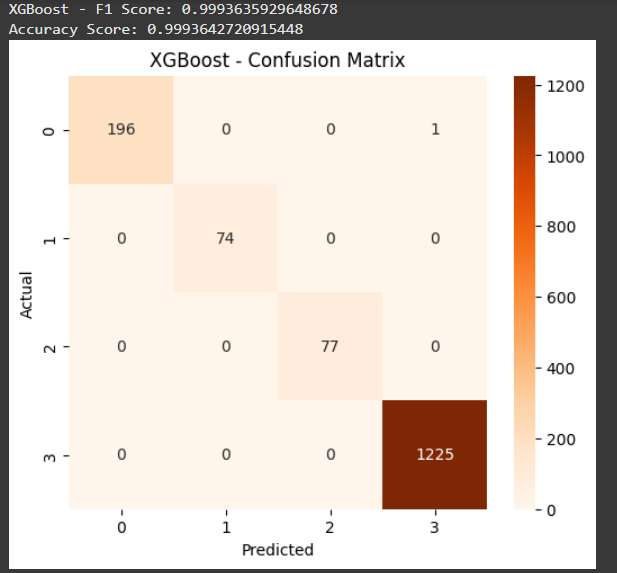 XGBoost - F1 Score: 0.9993635929648678
Accuracy Score: 0.9993642720915448
XGBoost - Confusion Matrix
0 196 0 0 1
1 0 74 0 0
2 0 0 77 0
3 0 0 0 1225
0 1 2 3
Actual
Predicted
1200
1000
800
600
400
200
0